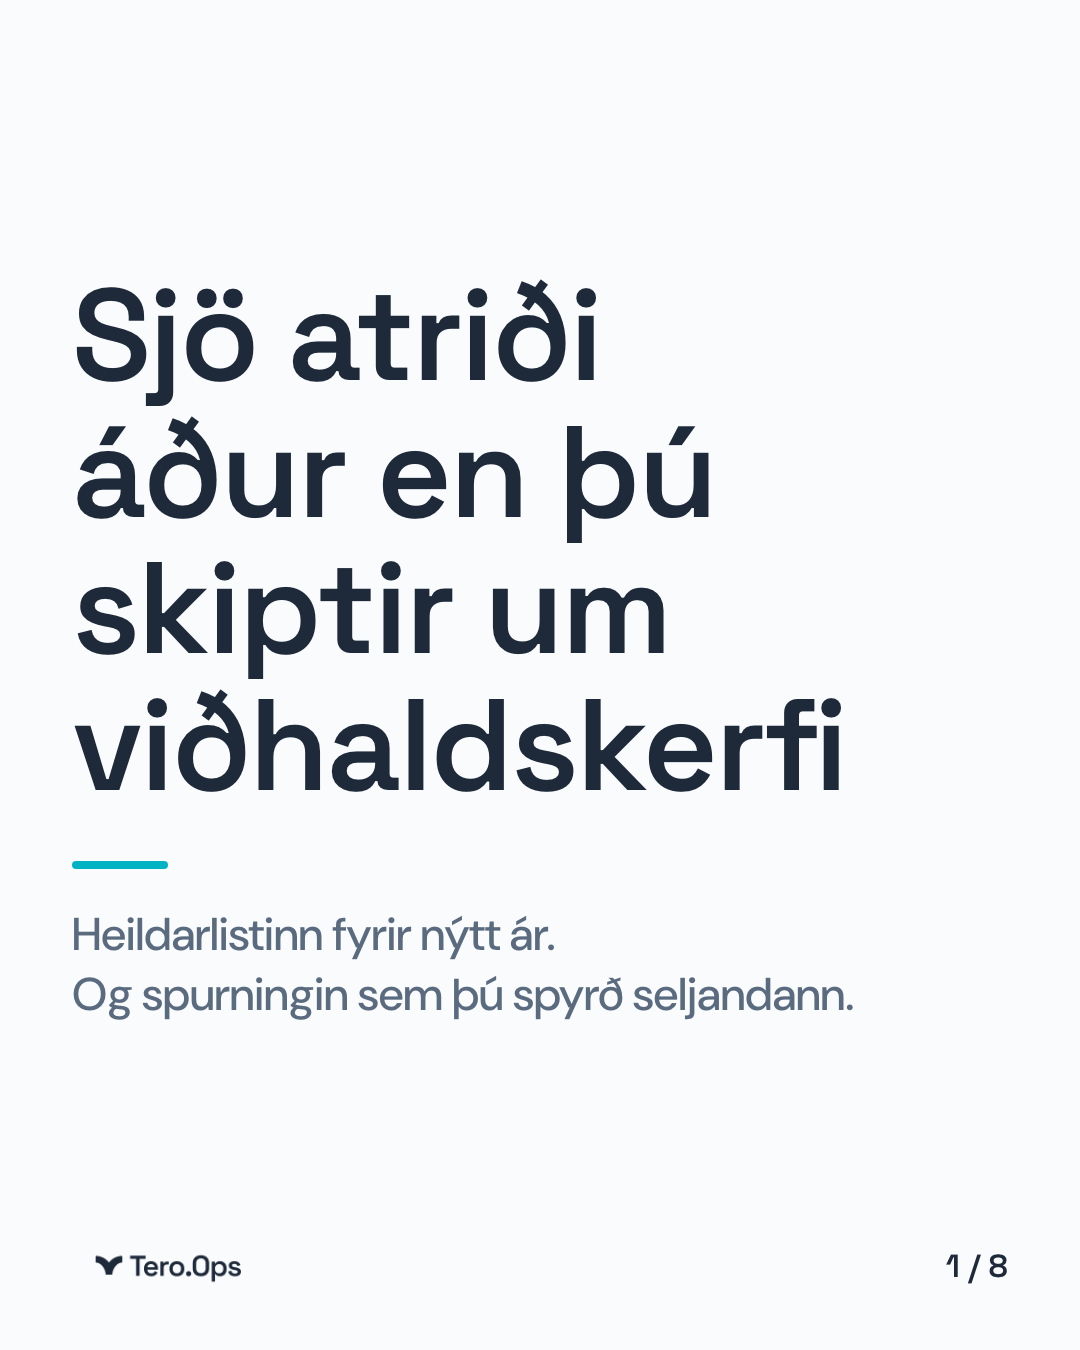 Sjö atriði
áður en þú
skiptir um
viðhaldskerfi
Heildarlistinn fyrir nýtt ár.
Og spurningin sem þú spyrð seljandann.
Tero.Ops
1 / 8